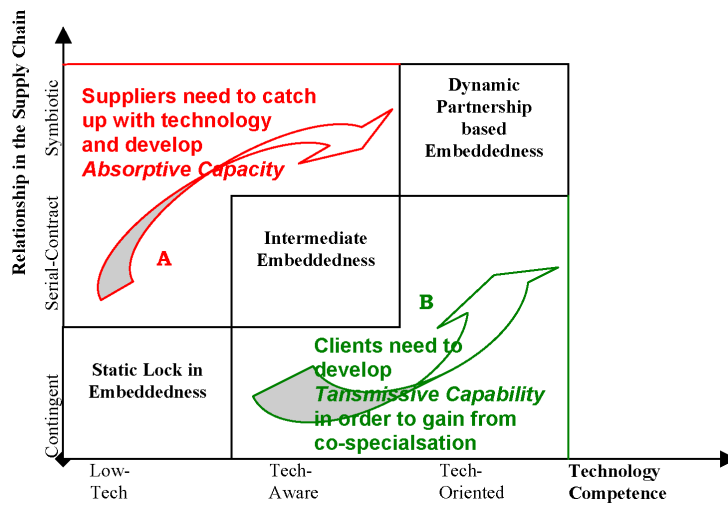 Relationship in the Supply Chain
Symbiotic
Serial-Contract
Contingent
Suppliers need to catch
up with technology
and develop
Absorptive Capacity
A
Dynamic
Partnership
based
Embeddedness
Intermediate
Embeddedness
B
Static Lock in
Embeddedness
Clients need to
develop
Tansmissive Capability
in order to gain from
co-specialsation
Low-
Tech
Tech-
Aware
Tech-
Oriented
Technology
Competence